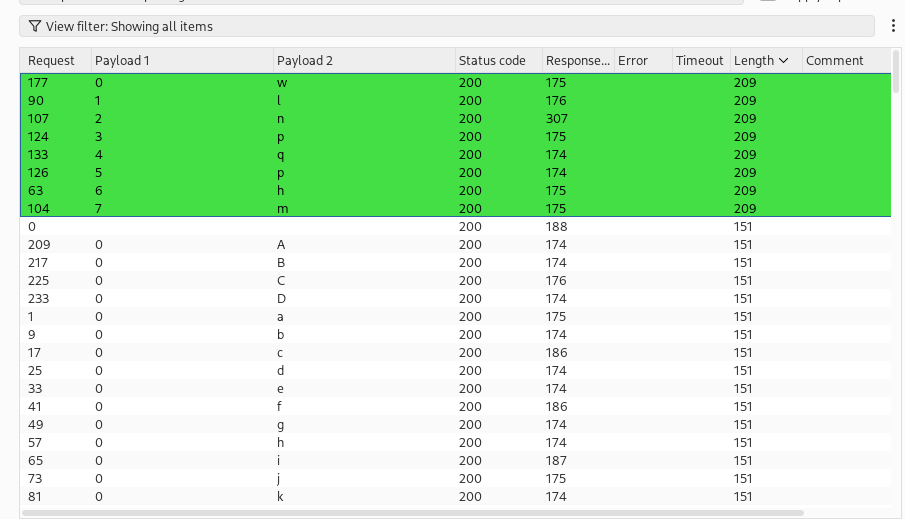 View filter: Showing all items
Request Payload 1 Payload 2 Status code Response... Error Timeout Length Comment
177 0 w 200 175 209
90 1 l 200 176 209
107 2 n 200 307 209
124 3 p 200 175 209
133 4 q 200 174 209
126 5 p 200 174 209
63 6 h 200 175 209
104 7 m 200 175 209
0 200 188 151
209 0 A 200 174 151
217 0 B 200 174 151
225 0 C 200 176 151
233 0 D 200 174 151
1 0 a 200 175 151
9 0 b 200 174 151
17 0 c 200 186 151
25 0 d 200 174 151
33 0 e 200 174 151
41 0 f 200 186 151
49 0 g 200 174 151
57 0 h 200 174 151
65 0 i 200 187 151
73 0 j 200 175 151
81 0 k 200 174 151